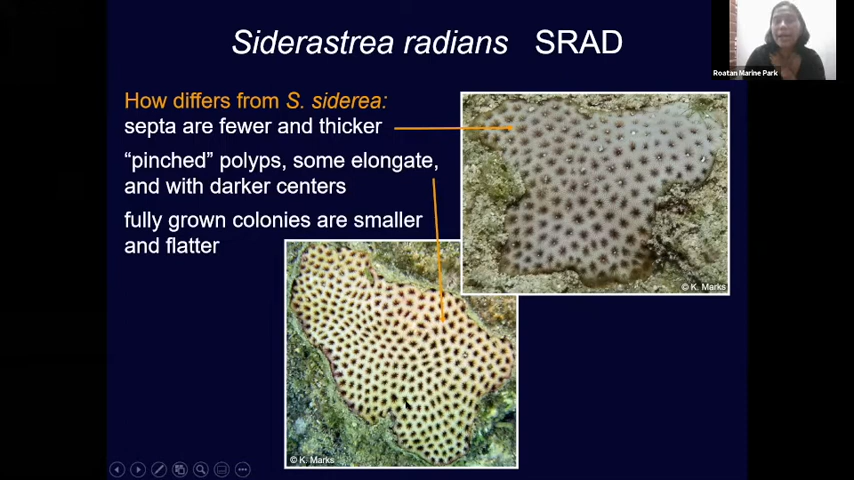 Siderastrea radians SRAD
Roatan Marine Park
How differs from S. siderea:
septa are fewer and thicker
“pinched” polyps, some elongate,
and with darker centers
fully grown colonies are smaller
and flatter
© K. Marks
© K. Marks